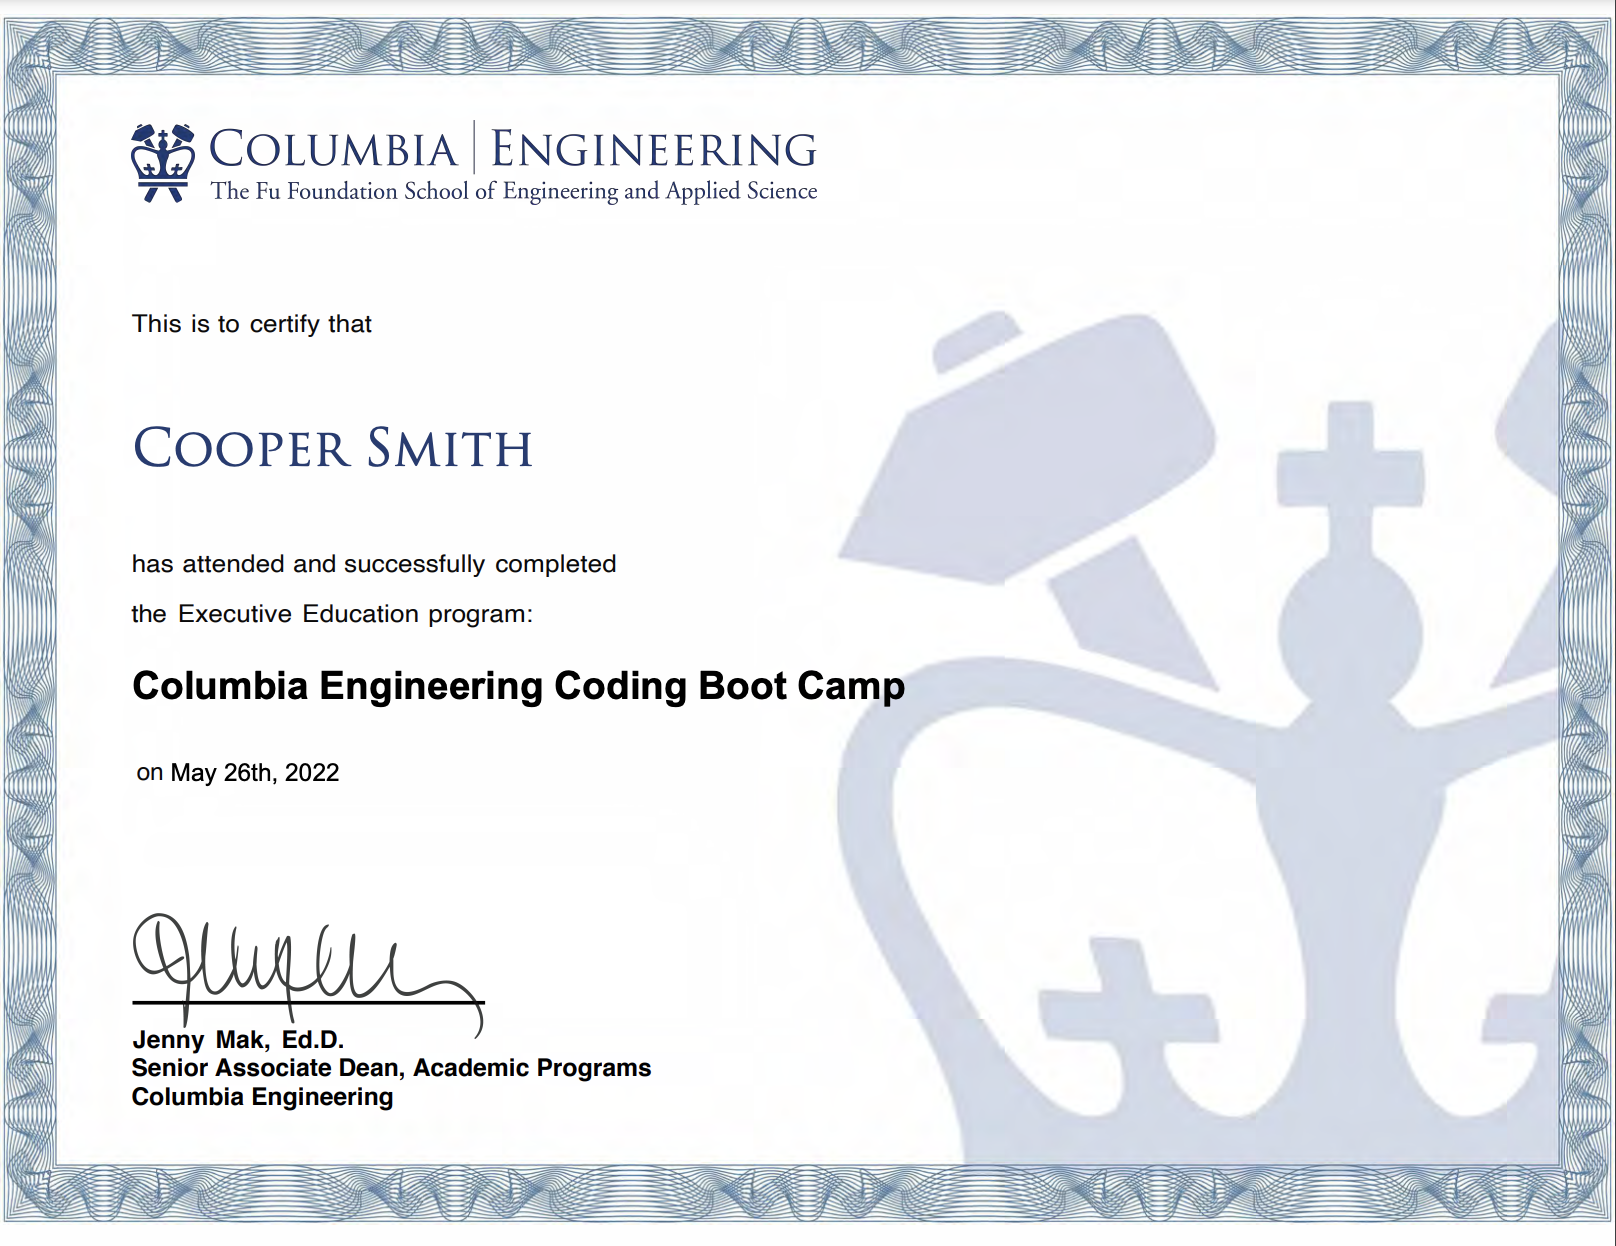 COLUMBIA | ENGINEERING
The Fu Foundation School of Engineering and Applied Science
This is to certify that
COOPER SMITH
has attended and successfully completed
the Executive Education program:
Columbia Engineering Coding Boot Camp
on May 26th, 2022
Jenny Mak, Ed.D.
Senior Associate Dean, Academic Programs
Columbia Engineering